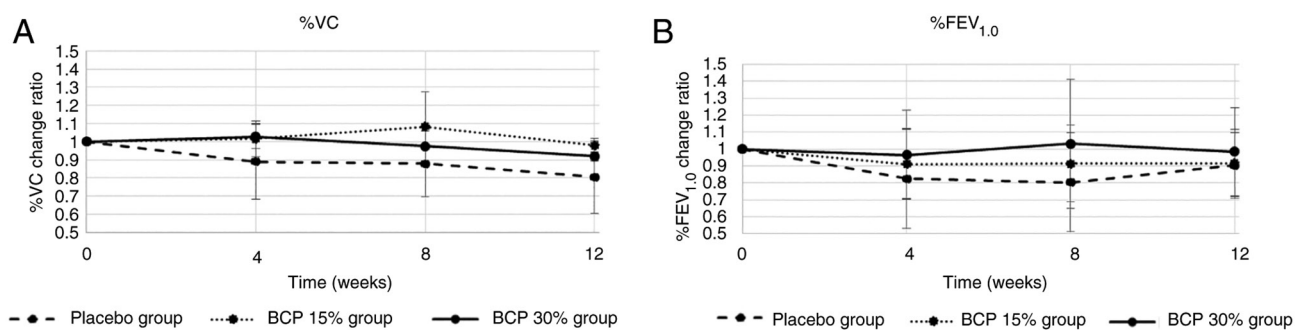 A
%VC
%VC change ratio
1.5
1.4
1.3
1.2
1.1
1
0.9
0.8
0.7
0.6
0.5
0 4 8 12
Time (weeks)
Placebo group BCP 15% group BCP 30% group
B
%FEV1.0
%FEV1.0 change ratio
1.5
1.4
1.3
1.2
1.1
1
0.9
0.8
0.7
0.6
0.5
0 4 8 12
Time (weeks)
Placebo group BCP 15% group BCP 30% group